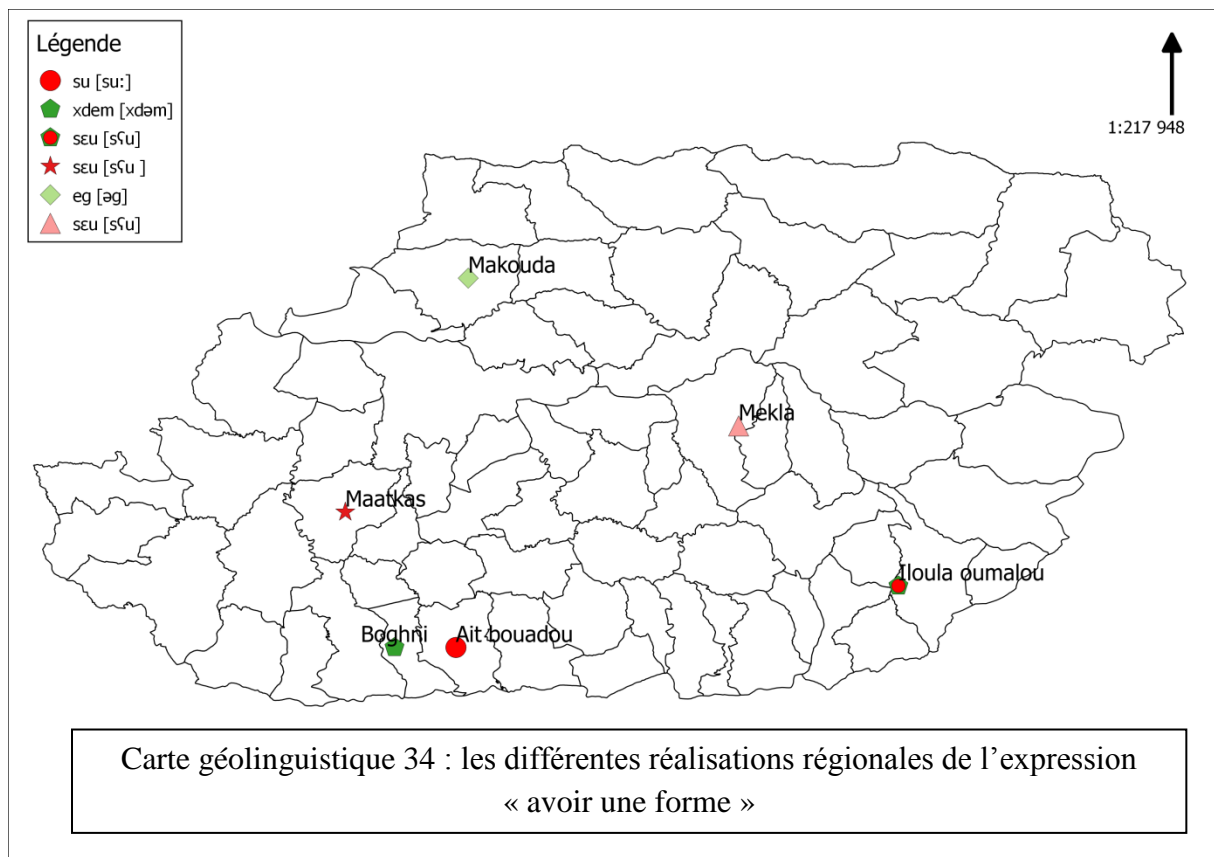 Légende
su [suː]
xdem [xdəm]
sɛu [sʕu]
sɛu [sʕu ]
eg [əg]
sɛu [sʕu]
1:217 948
Makouda
Mekla
Maatkas
Iloula oumalou
Boghni
Ait bouadou
Carte géolinguistique 34 : les différentes réalisations régionales de l’expression
« avoir une forme »